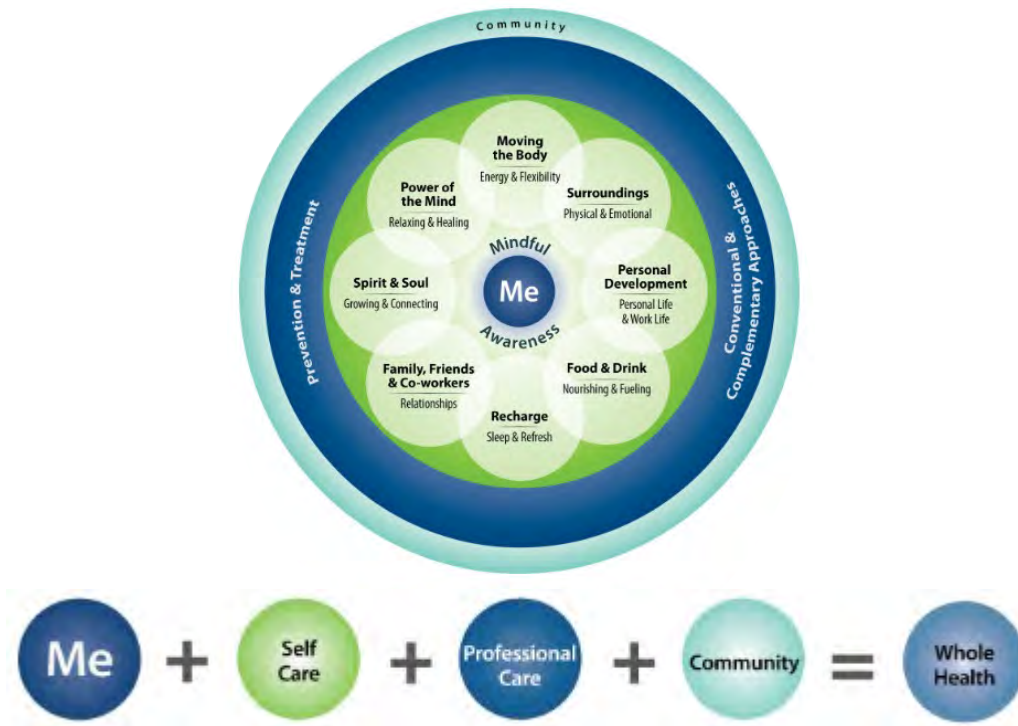 Community
Prevention & Treatment
Conventional &
Complementary Approaches
Moving
the Body
Energy & Flexibility
Surroundings
Physical & Emotional
Personal
Development
Personal Life
& Work Life
Food & Drink
Nourishing & Fueling
Recharge
Sleep & Refresh
Family, Friends
& Co-workers
Relationships
Spirit & Soul
Growing & Connecting
Power of
the Mind
Relaxing & Healing
Mindful
Me
Awareness
Me
+
Self
Care
+
Professional
Care
+
Community
=
Whole
Health